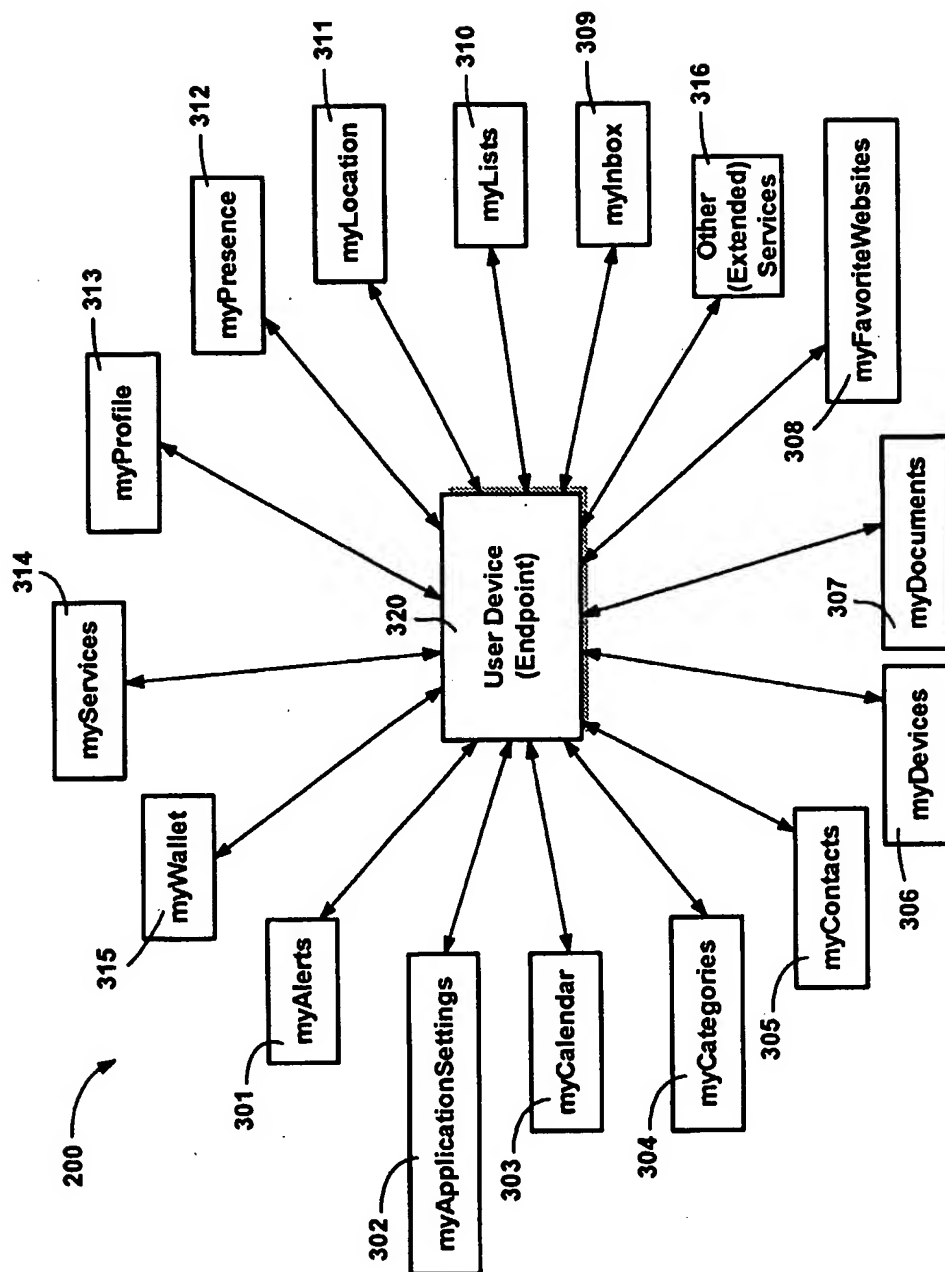 200
314
myServices
313
myProfile
312
myPresence
311
myLocation
310
myLists
309
myInbox
316
Other
(Extended)
Services
308
myFavoriteWebsites
307
myDocuments
306
myDevices
305
myContacts
304
myCategories
303
myCalendar
302
myApplicationSettings
301
myAlerts
315
myWallet
320
User Device
(Endpoint)